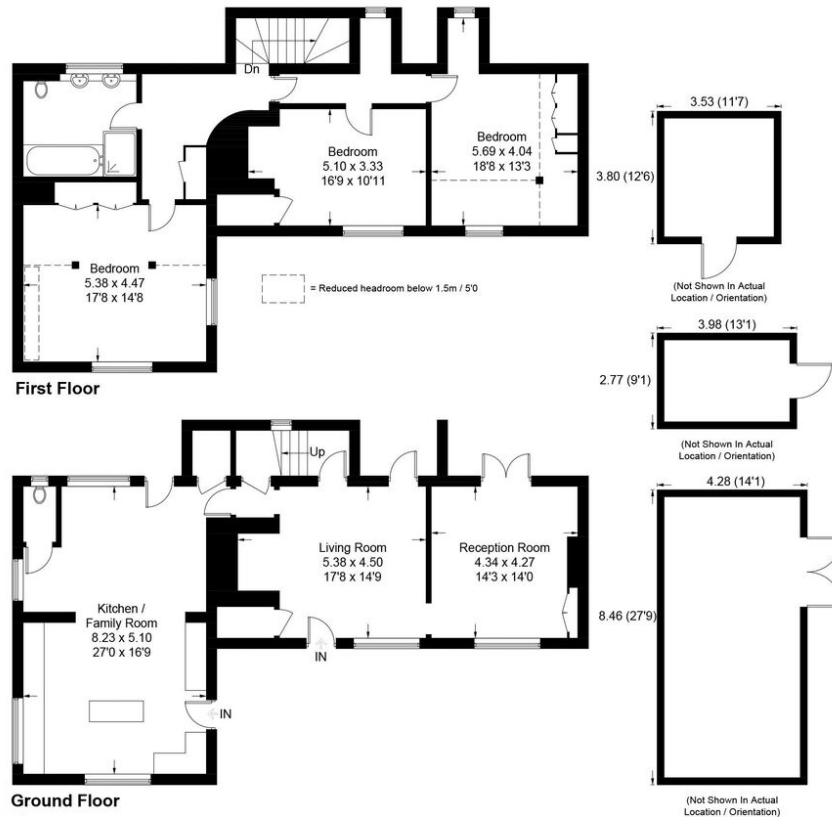 Dn
Bedroom
5.10 x 3.33
16'9 x 10'11
Bedroom
5.69 x 4.04
18'8 x 13'3
Bedroom
5.38 x 4.47
17'8 x 14'8
= Reduced headroom below 1.5m / 5'0
First Floor
3.53 (11'7)
3.80 (12'6)
(Not Shown In Actual
Location / Orientation)
3.98 (13'1)
2.77 (9'1)
(Not Shown In Actual
Location / Orientation)
Up
Living Room
5.38 x 4.50
17'8 x 14'9
Reception Room
4.34 x 4.27
14'3 x 14'0
Kitchen /
Family Room
8.23 x 5.10
27'0 x 16'9
IN
IN
Ground Floor
4.28 (14'1)
8.46 (27'9)
(Not Shown In Actual
Location / Orientation)